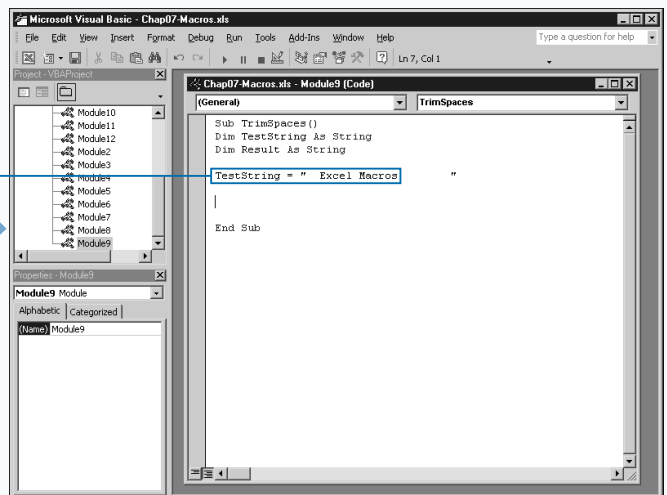 Microsoft Visual Basic - Chap07-Macros.xls
File Edit View Insert Format Debug Run Tools Add-Ins Window Help Type a question for help
Ln 7, Col 1
Project - VBAProject
Module10
Module11
Module12
Module2
Module3
Module4
Module5
Module6
Module7
Module8
Module9
Properties - Module9
Module9 Module
Alphabetic Categorized
(Name) Module9
Chap07-Macros.xls - Module9 (Code)
(General) TrimSpaces
Sub TrimSpaces()
Dim TestString As String
Dim Result As String
TestString = "  Excel Macros        "
End Sub